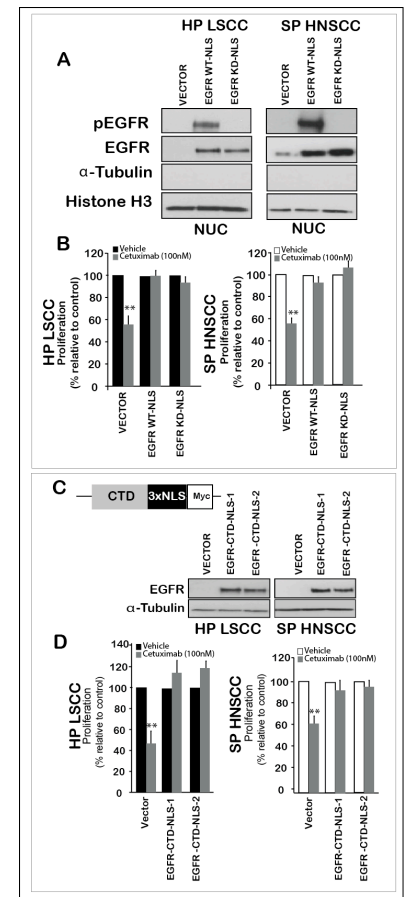 HP LSCC SP HNSCC
A
VECTOR
EGFR WT-NLS
EGFR KD-NLS
VECTOR
EGFR WT-NLS
EGFR KD-NLS
pEGFR
EGFR
α-Tubulin
Histone H3
NUC NUC
B
Vehicle
Cetuximab (100nM)
HP LSCC
Proliferation
(% relative to control)
120
100
80
60
40
20
0
**
VECTOR
EGFR WT-NLS
EGFR KD-NLS
Vehicle
Cetuximab (100nM)
SP HNSCC
Proliferation
(% relative to control)
120
100
80
60
40
20
0
**
VECTOR
EGFR WT-NLS
EGFR KD-NLS
C
CTD 3xNLS Myc
VECTOR
EGFR-CTD-NLS-1
EGFR -CTD-NLS-2
VECTOR
EGFR-CTD-NLS-1
EGFR -CTD-NLS-2
EGFR
α-Tubulin
HP LSCC SP HNSCC
D
Vehicle
Cetuximab (100nM)
HP LSCC
Proliferation
(% relative to control)
140
120
100
80
60
40
20
0
**
Vector
EGFR-CTD-NLS-1
EGFR -CTD-NLS-2
Vehicle
Cetuximab (100nM)
SP HNSCC
Proliferation
(% relative to control)
120
100
80
60
40
20
0
**
Vector
EGFR-CTD-NLS-1
EGFR -CTD-NLS-2